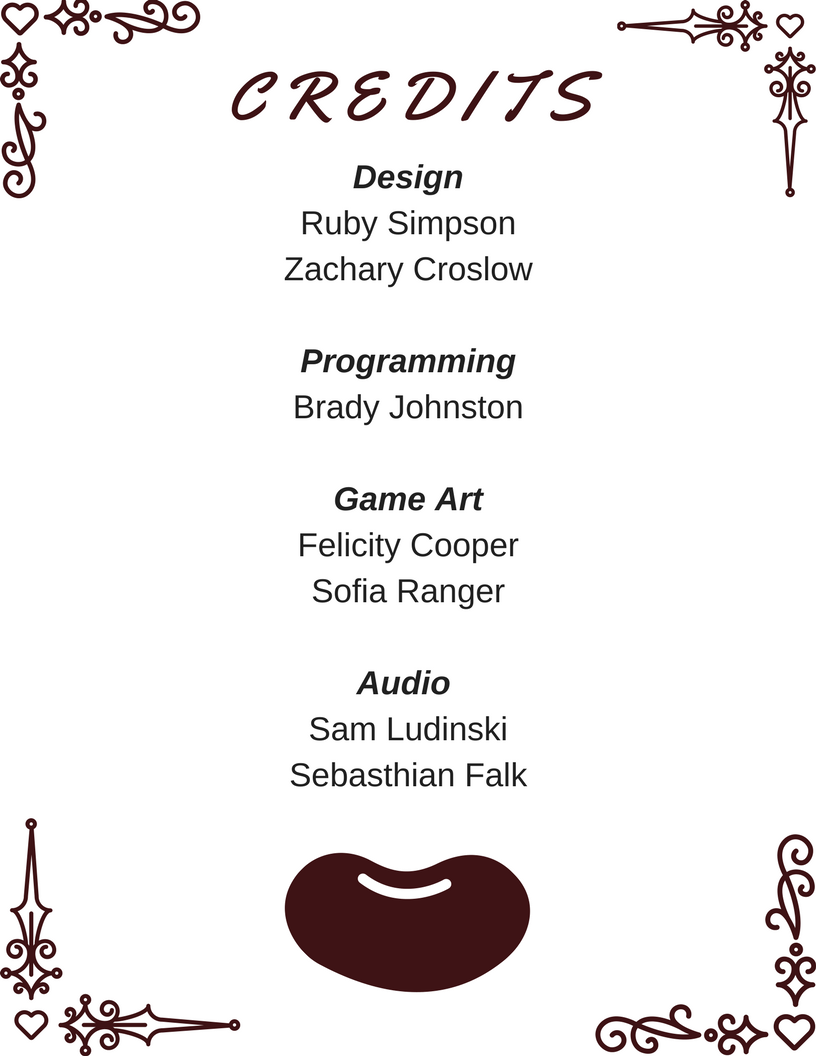 CREDITS
Design
Ruby Simpson
Zachary Croslow
Programming
Brady Johnston
Game Art
Felicity Cooper
Sofia Ranger
Audio
Sam Ludinski
Sebasthian Falk